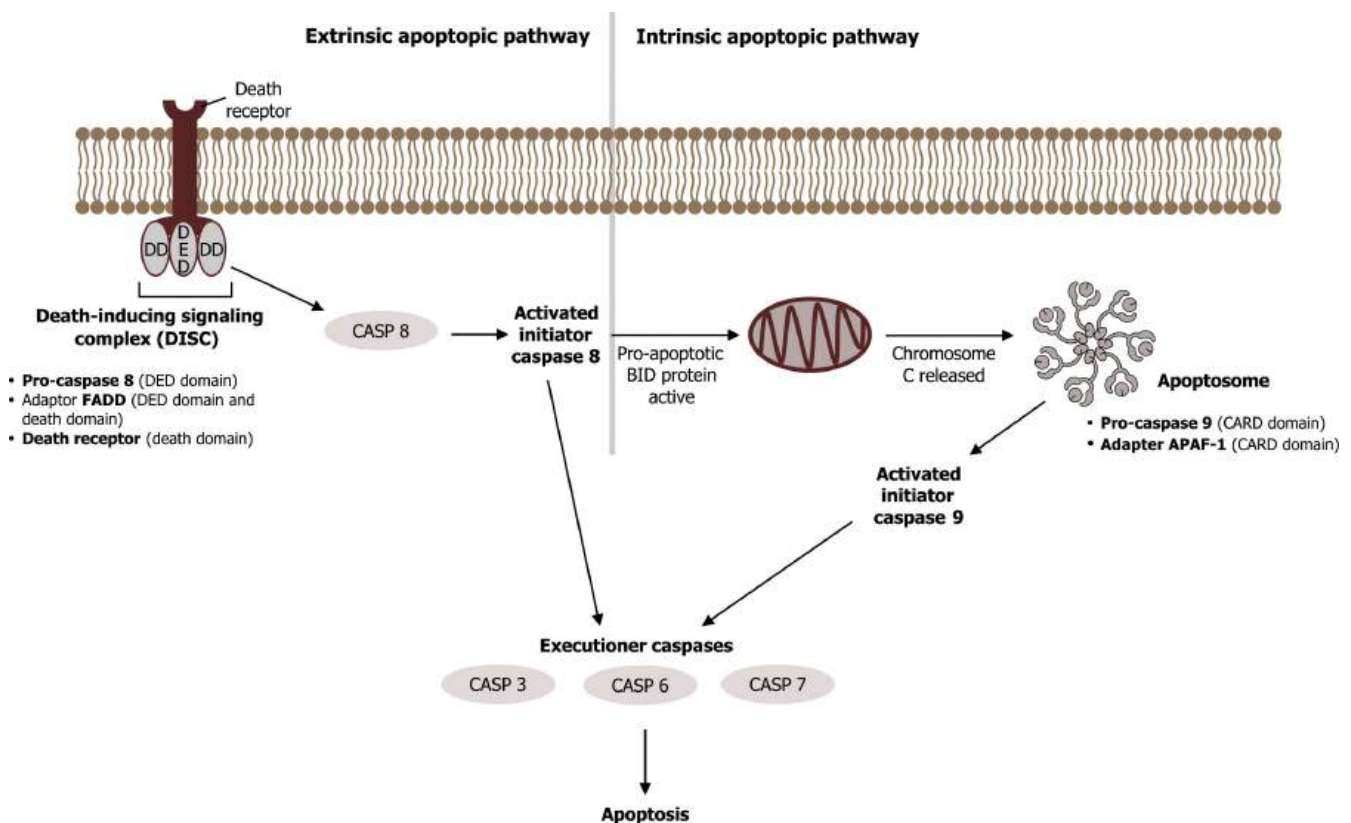 Extrinsic apoptopic pathway
Intrinsic apoptopic pathway
Death
receptor
DD
D
E
D
DD
Death-inducing signaling
complex (DISC)
• Pro-caspase 8 (DED domain)
• Adaptor FADD (DED domain and
death domain)
• Death receptor (death domain)
CASP 8
Activated
initiator
caspase 8
Pro-apoptotic
BID protein
active
Chromosome
C released
Apoptosome
• Pro-caspase 9 (CARD domain)
• Adapter APAF-1 (CARD domain)
Activated
initiator
caspase 9
Executioner caspases
CASP 3
CASP 6
CASP 7
Apoptosis